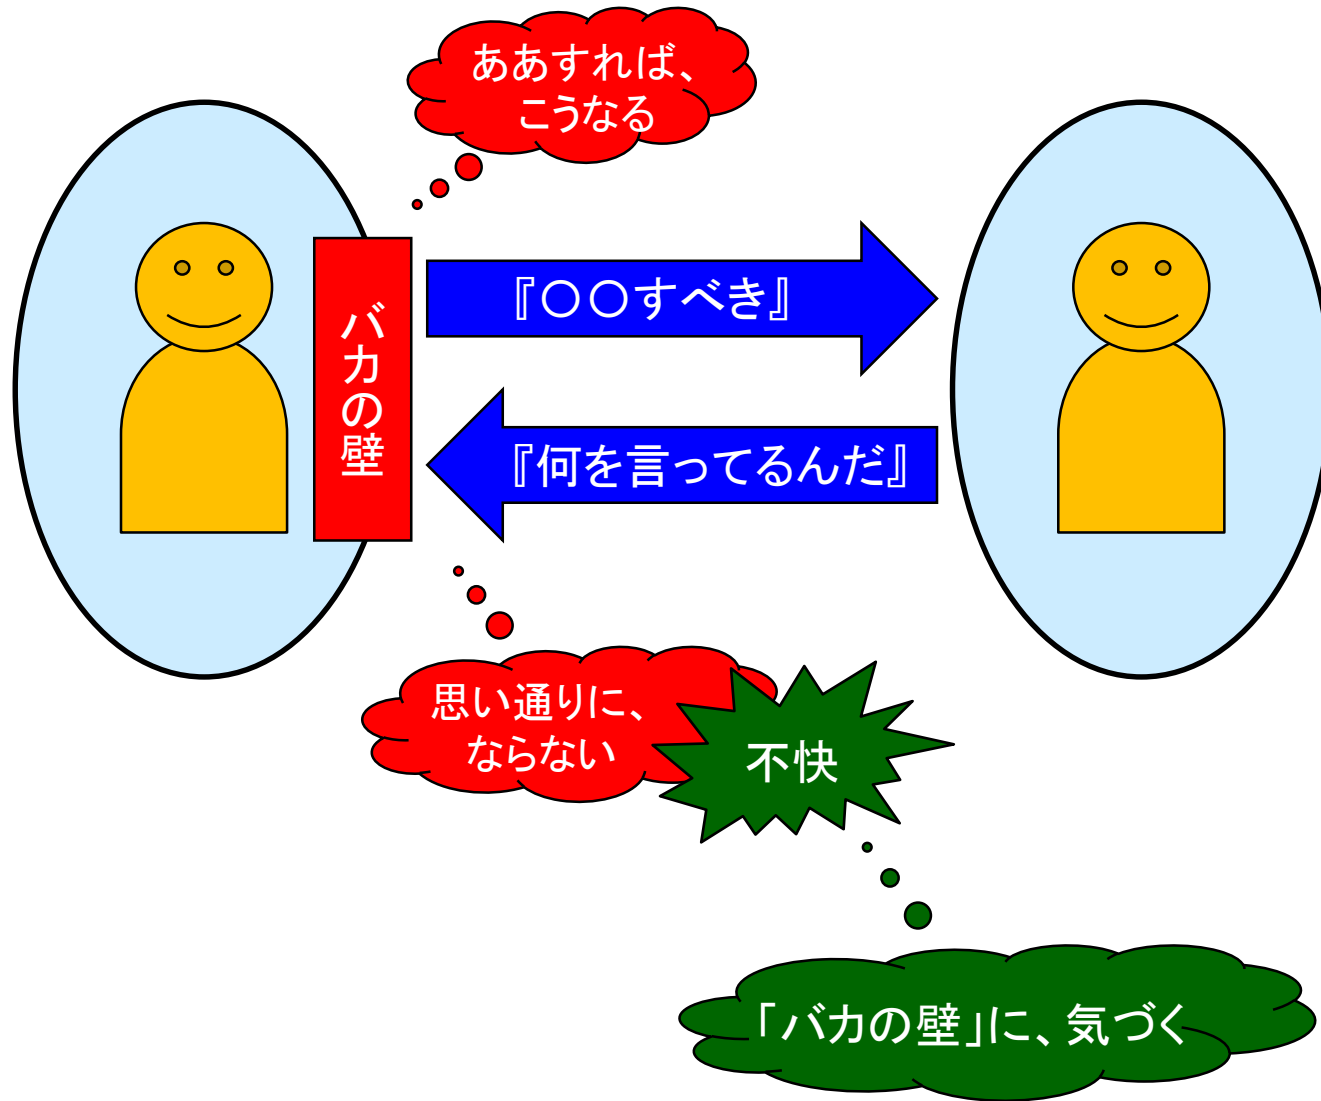 ああすれば、
こうなる
バカの壁
『○○すべき』
『何を言ってるんだ』
思い通りに、
ならない
不快
「バカの壁」に、気づく